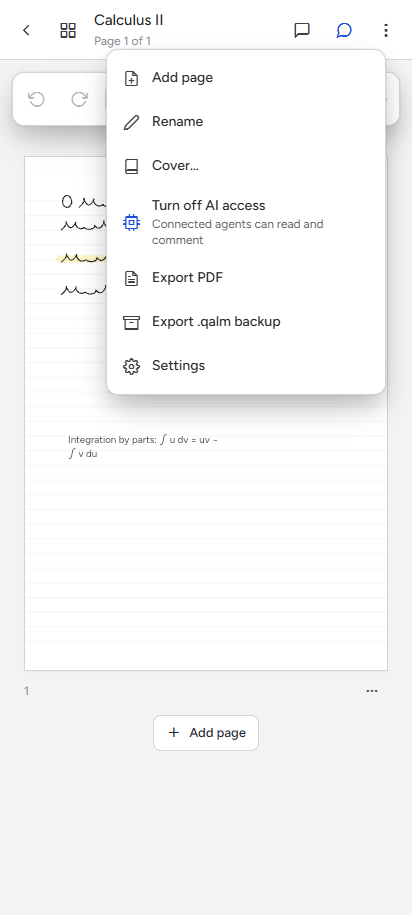 Calculus II
Page 1 of 1
Add page
Rename
Cover...
Turn off AI access
Connected agents can read and
comment
Export PDF
Export .qalm backup
Settings
Integration by parts: ∫ u dv = uv −
∫ v du
1
Add page